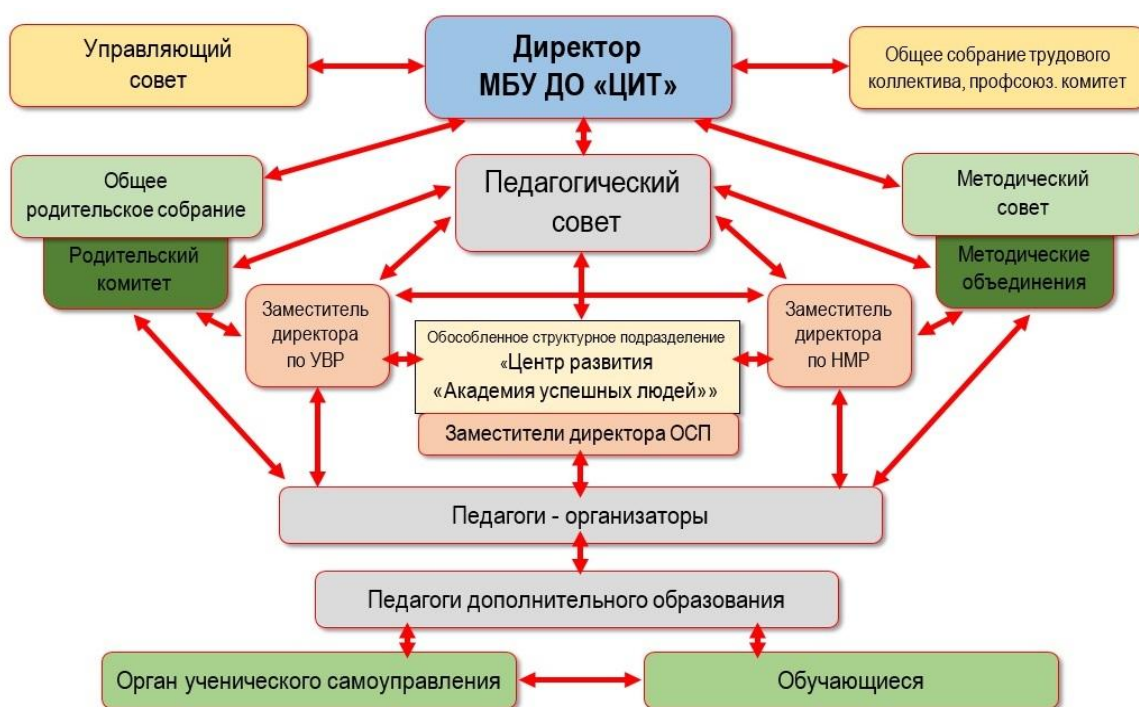 Управляющий
совет
Директор
МБУ ДО «ЦИТ»
Общее собрание трудового
коллектива, профсоюз. комитет
Общее
родительское собрание
Педагогический
совет
Методический
совет
Родительский
комитет
Методические
объединения
Заместитель
директора
по УВР
Обособленное структурное подразделение
«Центр развития
«Академия успешных людей»»
Заместитель
директора
по НМР
Заместители директора ОСП
Педагоги - организаторы
Педагоги дополнительного образования
Орган ученического самоуправления
Обучающиеся